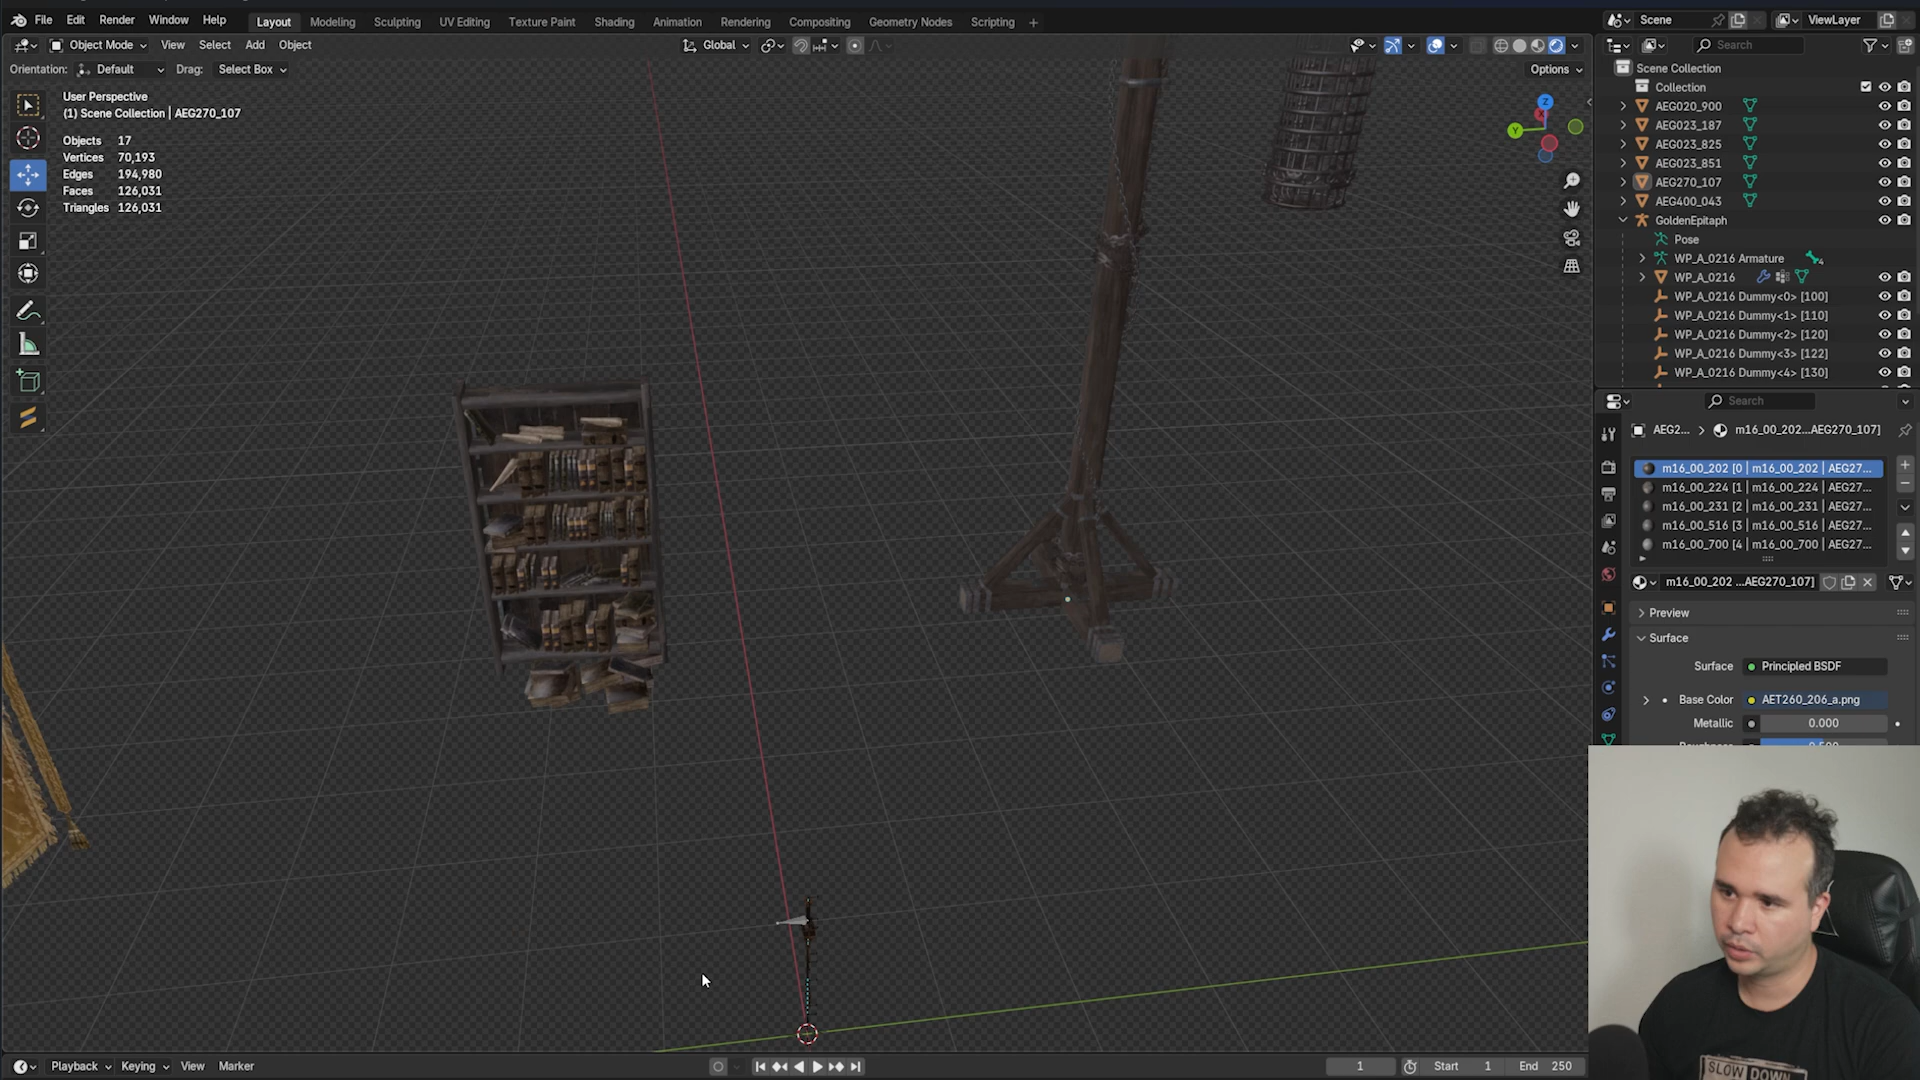 File Edit Render Window Help Layout Modeling Sculpting UV Editing Texture Paint Shading Animation Rendering Compositing Geometry Nodes Scripting + Scene ViewLayer
Object Mode View Select Add Object Global Search
Orientation: Default Drag: Select Box Options
User Perspective
(1) Scene Collection | AEG270_107
Objects 17
Vertices 70,193
Edges 194,980
Faces 126,031
Triangles 126,031
Z
Y
Scene Collection
Collection
AEG020_900
AEG023_187
AEG023_825
AEG023_851
AEG270_107
AEG400_043
GoldenEpitaph
Pose
WP_A_0216 Armature
WP_A_0216
WP_A_0216 Dummy<0> [100]
WP_A_0216 Dummy<1> [110]
WP_A_0216 Dummy<2> [120]
WP_A_0216 Dummy<3> [122]
WP_A_0216 Dummy<4> [130]
Search
AEG2... > m16_00_202...AEG270_107]
m16_00_202 [0 | m16_00_202 | AEG27...
m16_00_224 [1 | m16_00_224 | AEG27...
m16_00_231 [2 | m16_00_231 | AEG27...
m16_00_516 [3 | m16_00_516 | AEG27...
m16_00_700 [4 | m16_00_700 | AEG27...
m16_00_202 ...AEG270_107]
Preview
Surface
Surface Principled BSDF
Base Color AET260_206_a.png
Metallic 0.000
SLOW DOWN
Playback Keying View Marker 1 Start 1 End 250